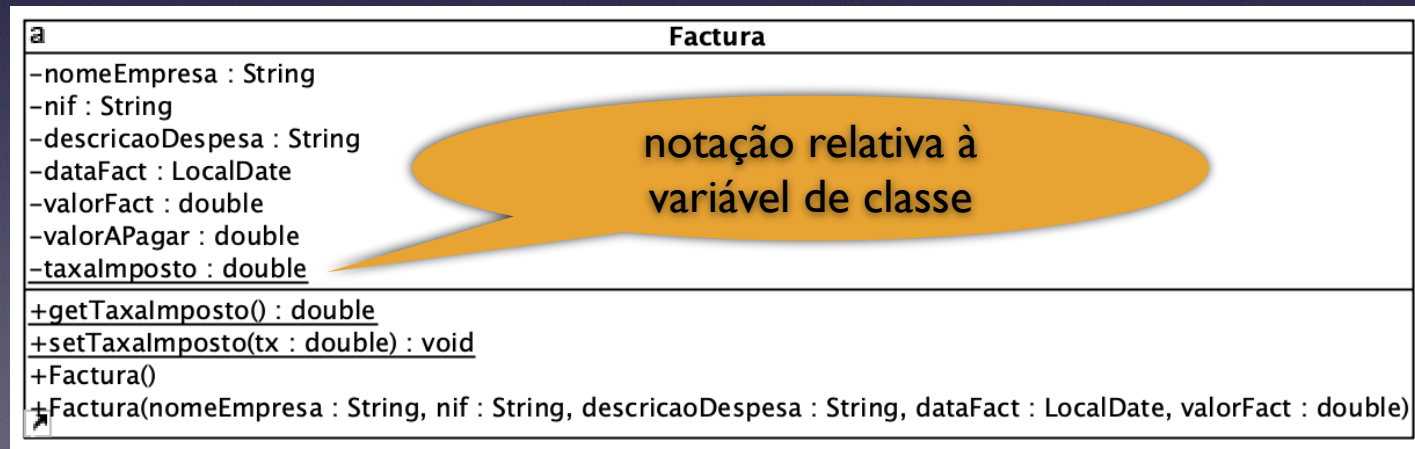 a
Factura
-nomeEmpresa : String
-nif : String
-descricaoDespesa : String
-dataFact : LocalDate
-valorFact : double
-valorAPagar : double
-taxaImposto : double
notação relativa à
variável de classe
+getTaxaImposto() : double
+setTaxaImposto(tx : double) : void
+Factura()
+Factura(nomeEmpresa : String, nif : String, descricaoDespesa : String, dataFact : LocalDate, valorFact : double)